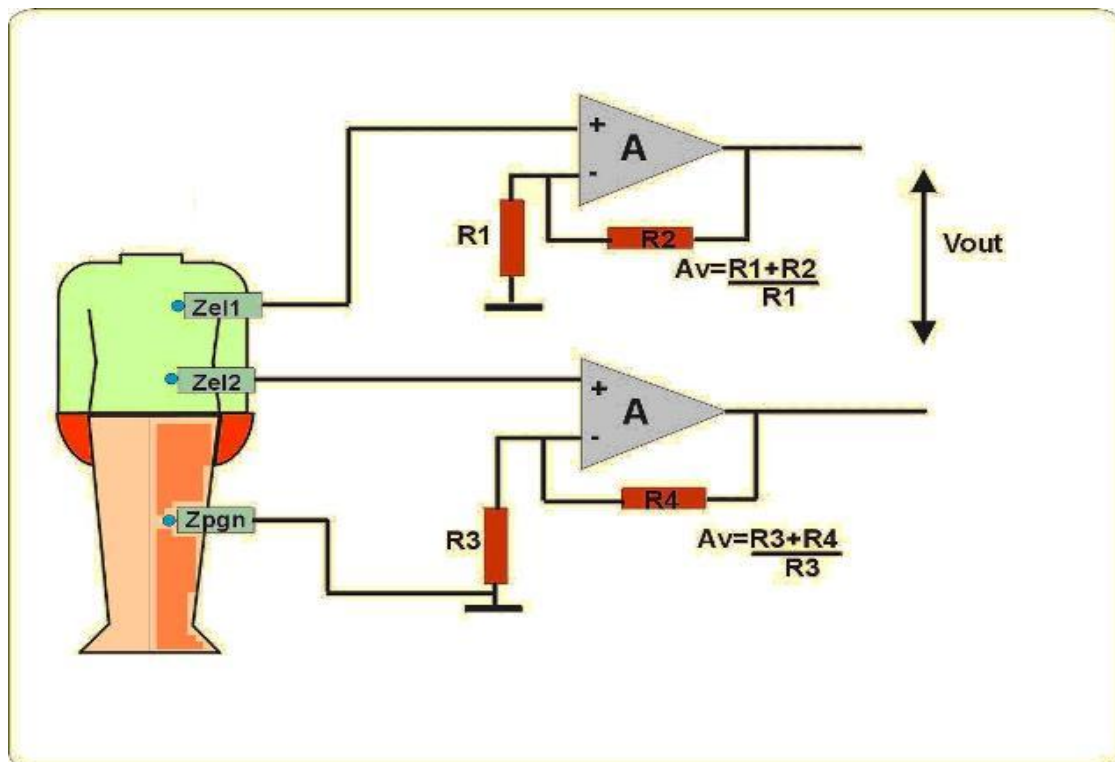 +
A
-
R1
R2
Av=R1+R2
R1
Vout
Zel1
Zel2
+
A
-
R4
R3
Zpgn
Av=R3+R4
R3